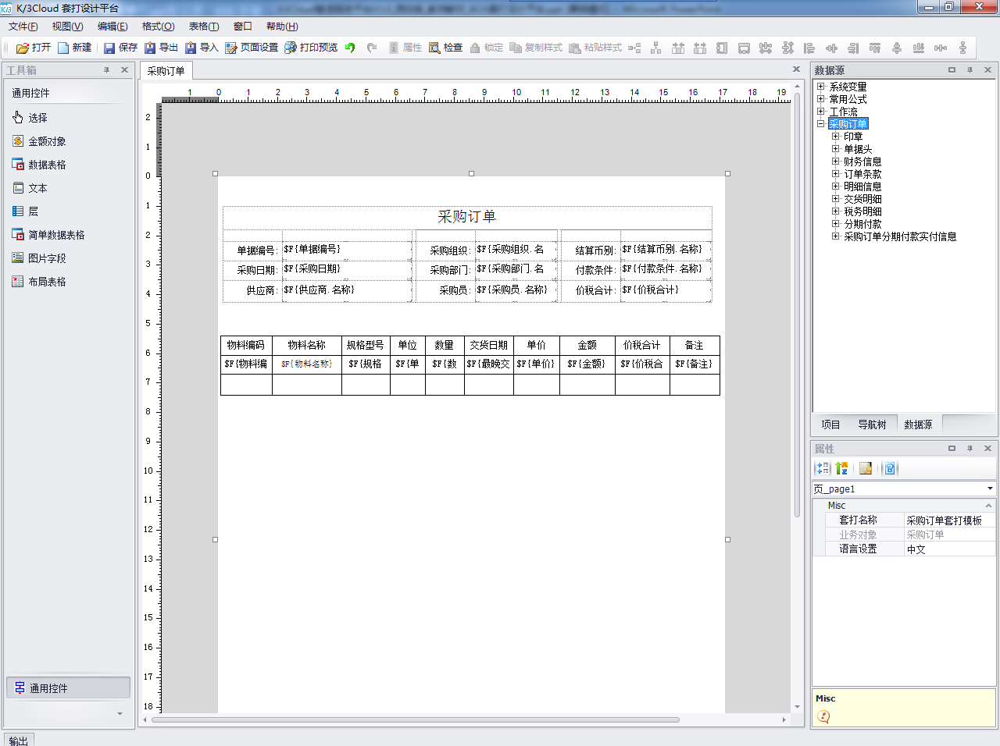 K/3Cloud 套打设计平台
文件(F) 视图(V) 编辑(E) 格式(O) 表格(T) 窗口 帮助(H)
打开 新建 保存 导出 导入 页面设置 打印预览 属性 检查 锁定 复制样式 粘贴样式
工具箱
通用控件
选择
金额对象
数据表格
文本
层
简单数据表格
图片字段
布局表格
通用控件
输出
采购订单
1 0 1 2 3 4 5 6 7 8 9 10 11 12 13 14 15 16 17 18 19
2
1
0
1
2
3
4
5
6
7
8
9
10
11
12
13
14
15
16
17
18
采购订单
单据编号: $F{单据编号} 采购组织: $F{采购组织.名 结算币别: $F{结算币别.名称}
采购日期: $F{采购日期} 采购部门: $F{采购部门.名 付款条件: $F{付款条件.名称}
供应商: $F{供应商.名称} 采购员: $F{采购员.名称} 价税合计: $F{价税合计}
物料编码 物料名称 规格型号 单位 数量 交货日期 单价 金额 价税合计 备注
$F{物料编 $F{物料名称} $F{规格 $F{单 $F{数 $F{最晚交 $F{单价} $F{金额} $F{价税合 $F{备注}
数据源
系统变量
常用公式
工作流
采购订单
印章
单据头
财务信息
订单条款
明细信息
交货明细
税务明细
分期付款
采购订单分期付款实付信息
项目 导航树 数据源
属性
页_page1
Misc
套打名称 采购订单套打模板
业务对象 采购订单
语言设置 中文
Misc